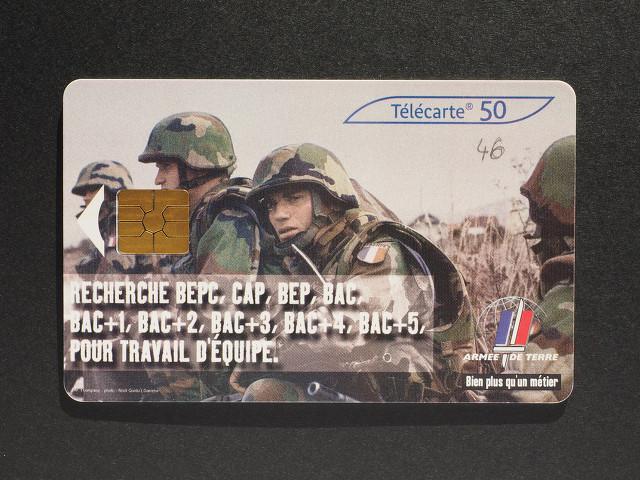 Télécarte® 50
46
RECHERCHE BEPC, CAP, BEP, BAC,
BAC+1, BAC+2, BAC+3, BAC+4, BAC+5,
POUR TRAVAIL D'ÉQUIPE.
ARMEE DE TERRE
Bien plus qu'un métier